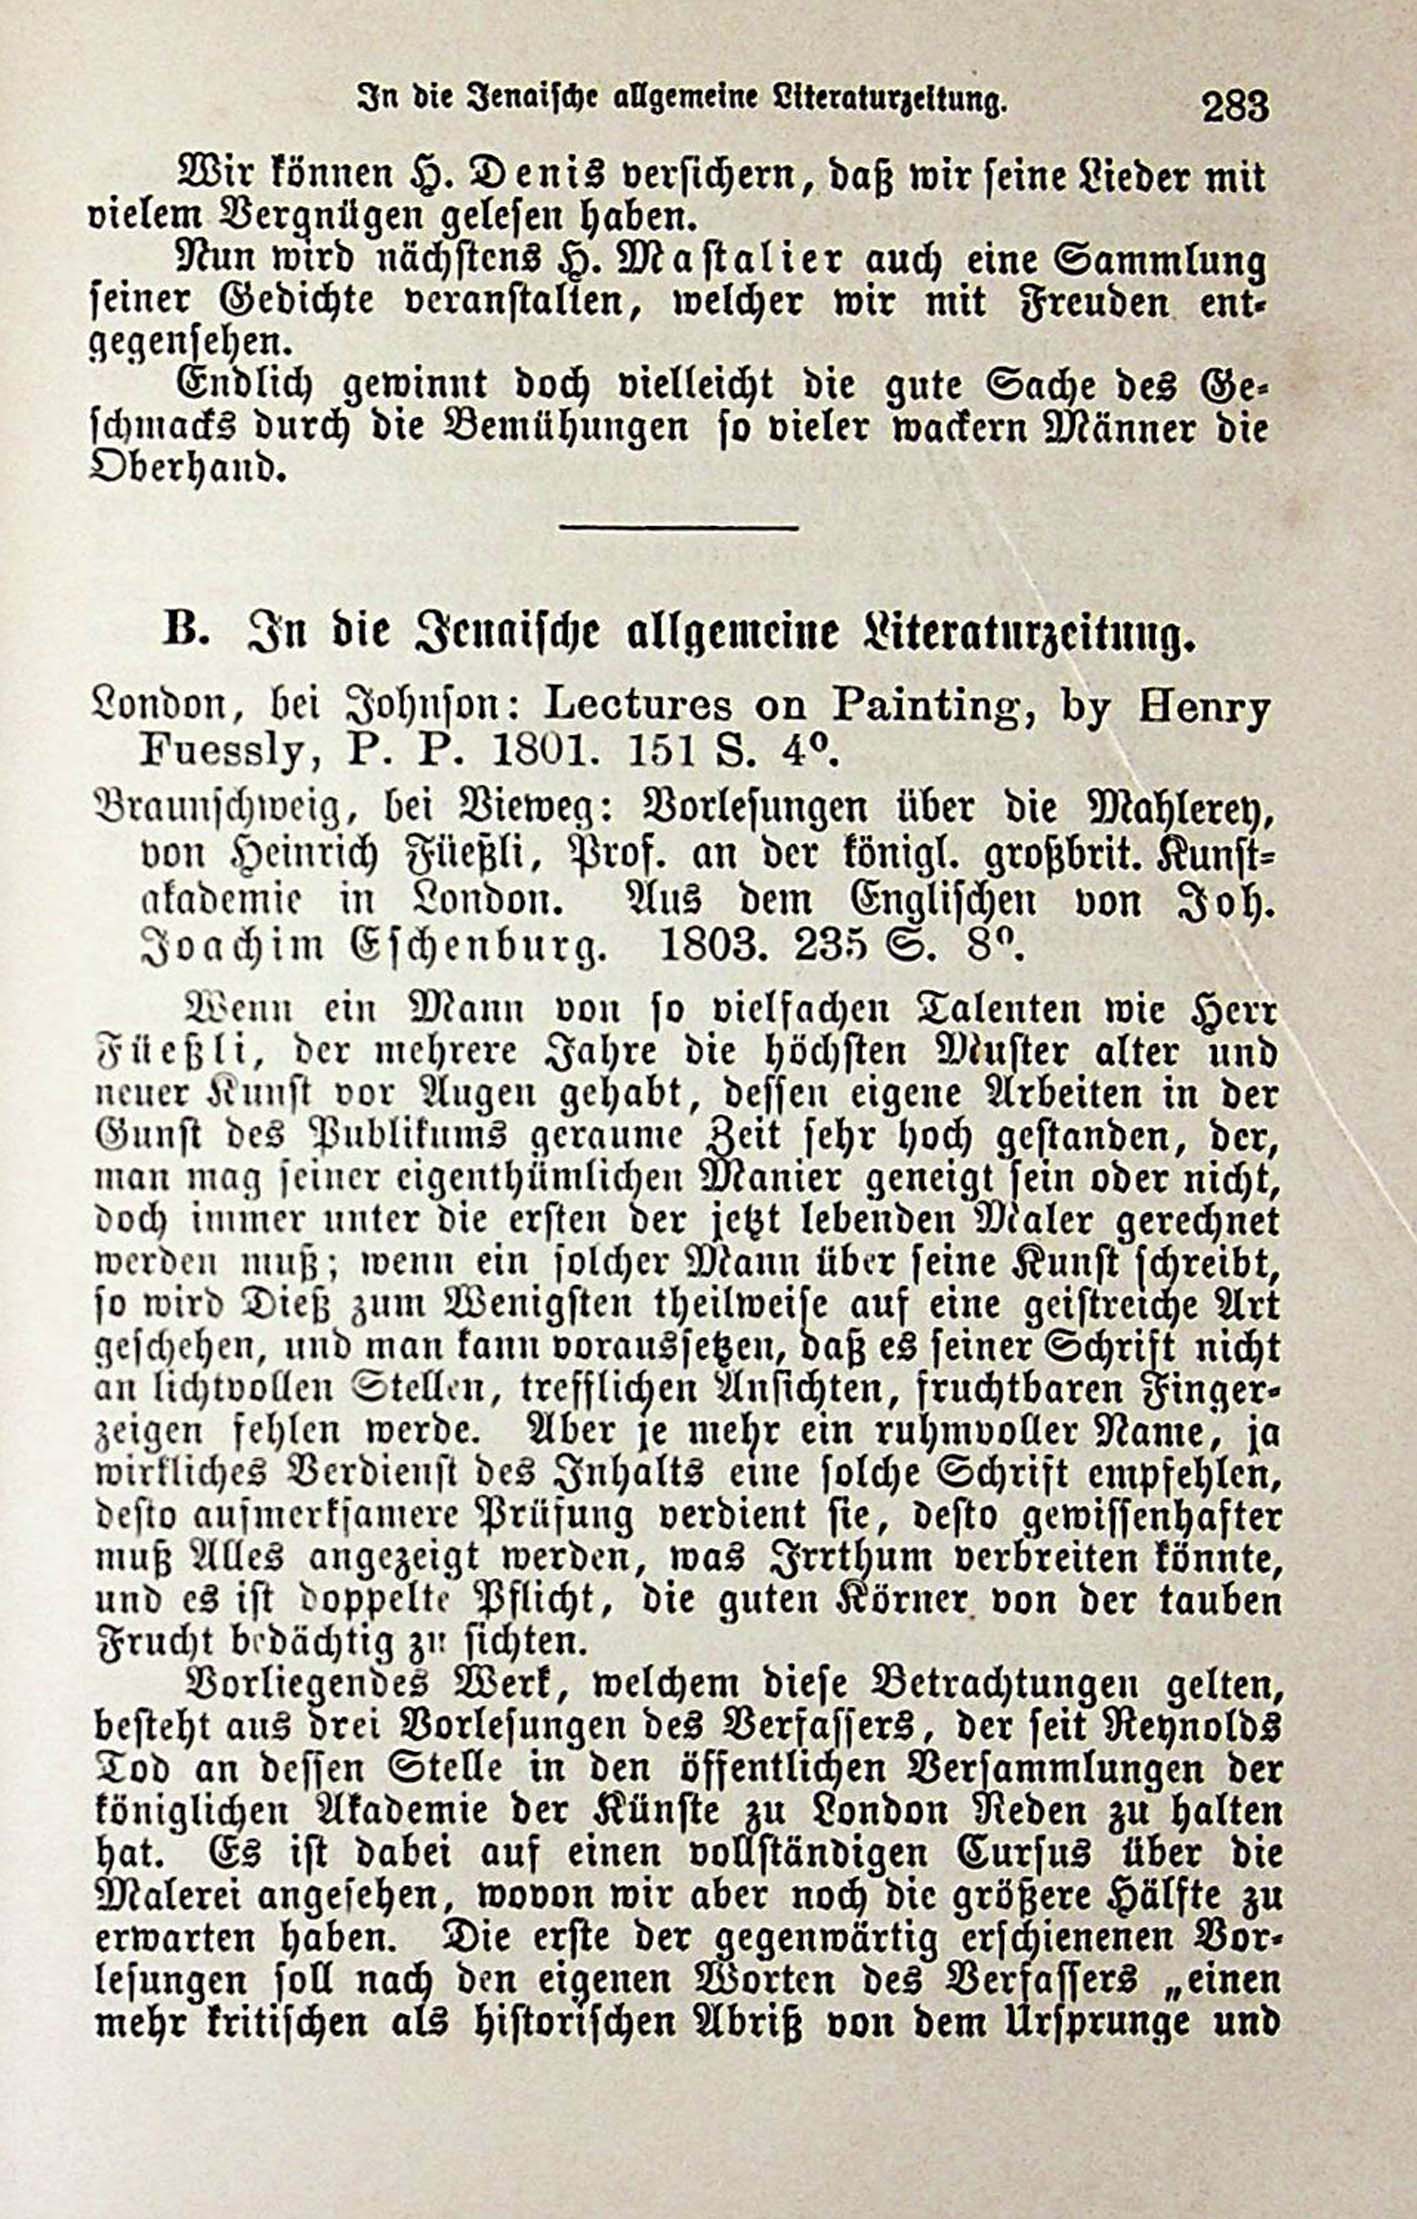 In die Jenaische allgemeine Literaturzeitung. 283
Wir können H. Denis versichern, daß wir seine Lieder mit
vielem Vergnügen gelesen haben.
Nun wird nächstens H. Mastalier auch eine Sammlung
seiner Gedichte veranstalten, welcher wir mit Freuden ent-
gegensehen.
Endlich gewinnt doch vielleicht die gute Sache des Ge-
schmacks durch die Bemühungen so vieler wackern Männer die
Oberhand.
B. In die Jenaische allgemeine Literaturzeitung.
London, bei Johnson: Lectures on Painting, by Henry
Fuessly, P. P. 1801. 151 S. 4º.
Braunschweig, bei Vieweg: Vorlesungen über die Mahlerey,
von Heinrich Füeßli, Prof. an der königl. großbrit. Kunst-
akademie in London. Aus dem Englischen von Joh.
Joachim Eschenburg. 1803. 235 S. 8º.
Wenn ein Mann von so vielfachen Talenten wie Herr
Füeßli, der mehrere Jahre die höchsten Muster alter und
neuer Kunst vor Augen gehabt, dessen eigene Arbeiten in der
Gunst des Publikums geraume Zeit sehr hoch gestanden, der,
man mag seiner eigenthümlichen Manier geneigt sein oder nicht,
doch immer unter die ersten der jetzt lebenden Maler gerechnet
werden muß; wenn ein solcher Mann über seine Kunst schreibt,
so wird Dieß zum Wenigsten theilweise auf eine geistreiche Art
geschehen, und man kann voraussetzen, daß es seiner Schrift nicht
an lichtvollen Stellen, trefflichen Ansichten, fruchtbaren Finger-
zeigen fehlen werde. Aber je mehr ein ruhmvoller Name, ja
wirkliches Verdienst des Inhalts eine solche Schrift empfehlen,
desto aufmerksamere Prüfung verdient sie, desto gewissenhafter
muß Alles angezeigt werden, was Irrthum verbreiten könnte,
und es ist doppelte Pflicht, die guten Körner von der tauben
Frucht bedächtig zu sichten.
Vorliegendes Werk, welchem diese Betrachtungen gelten,
besteht aus drei Vorlesungen des Verfassers, der seit Reynolds
Tod an dessen Stelle in den öffentlichen Versammlungen der
königlichen Akademie der Künste zu London Reden zu halten
hat. Es ist dabei auf einen vollständigen Cursus über die
Malerei angesehen, wovon wir aber noch die größere Hälfte zu
erwarten haben. Die erste der gegenwärtig erschienenen Vor-
lesungen soll nach den eigenen Worten des Verfassers „einen
mehr kritischen als historischen Abriß von dem Ursprunge und